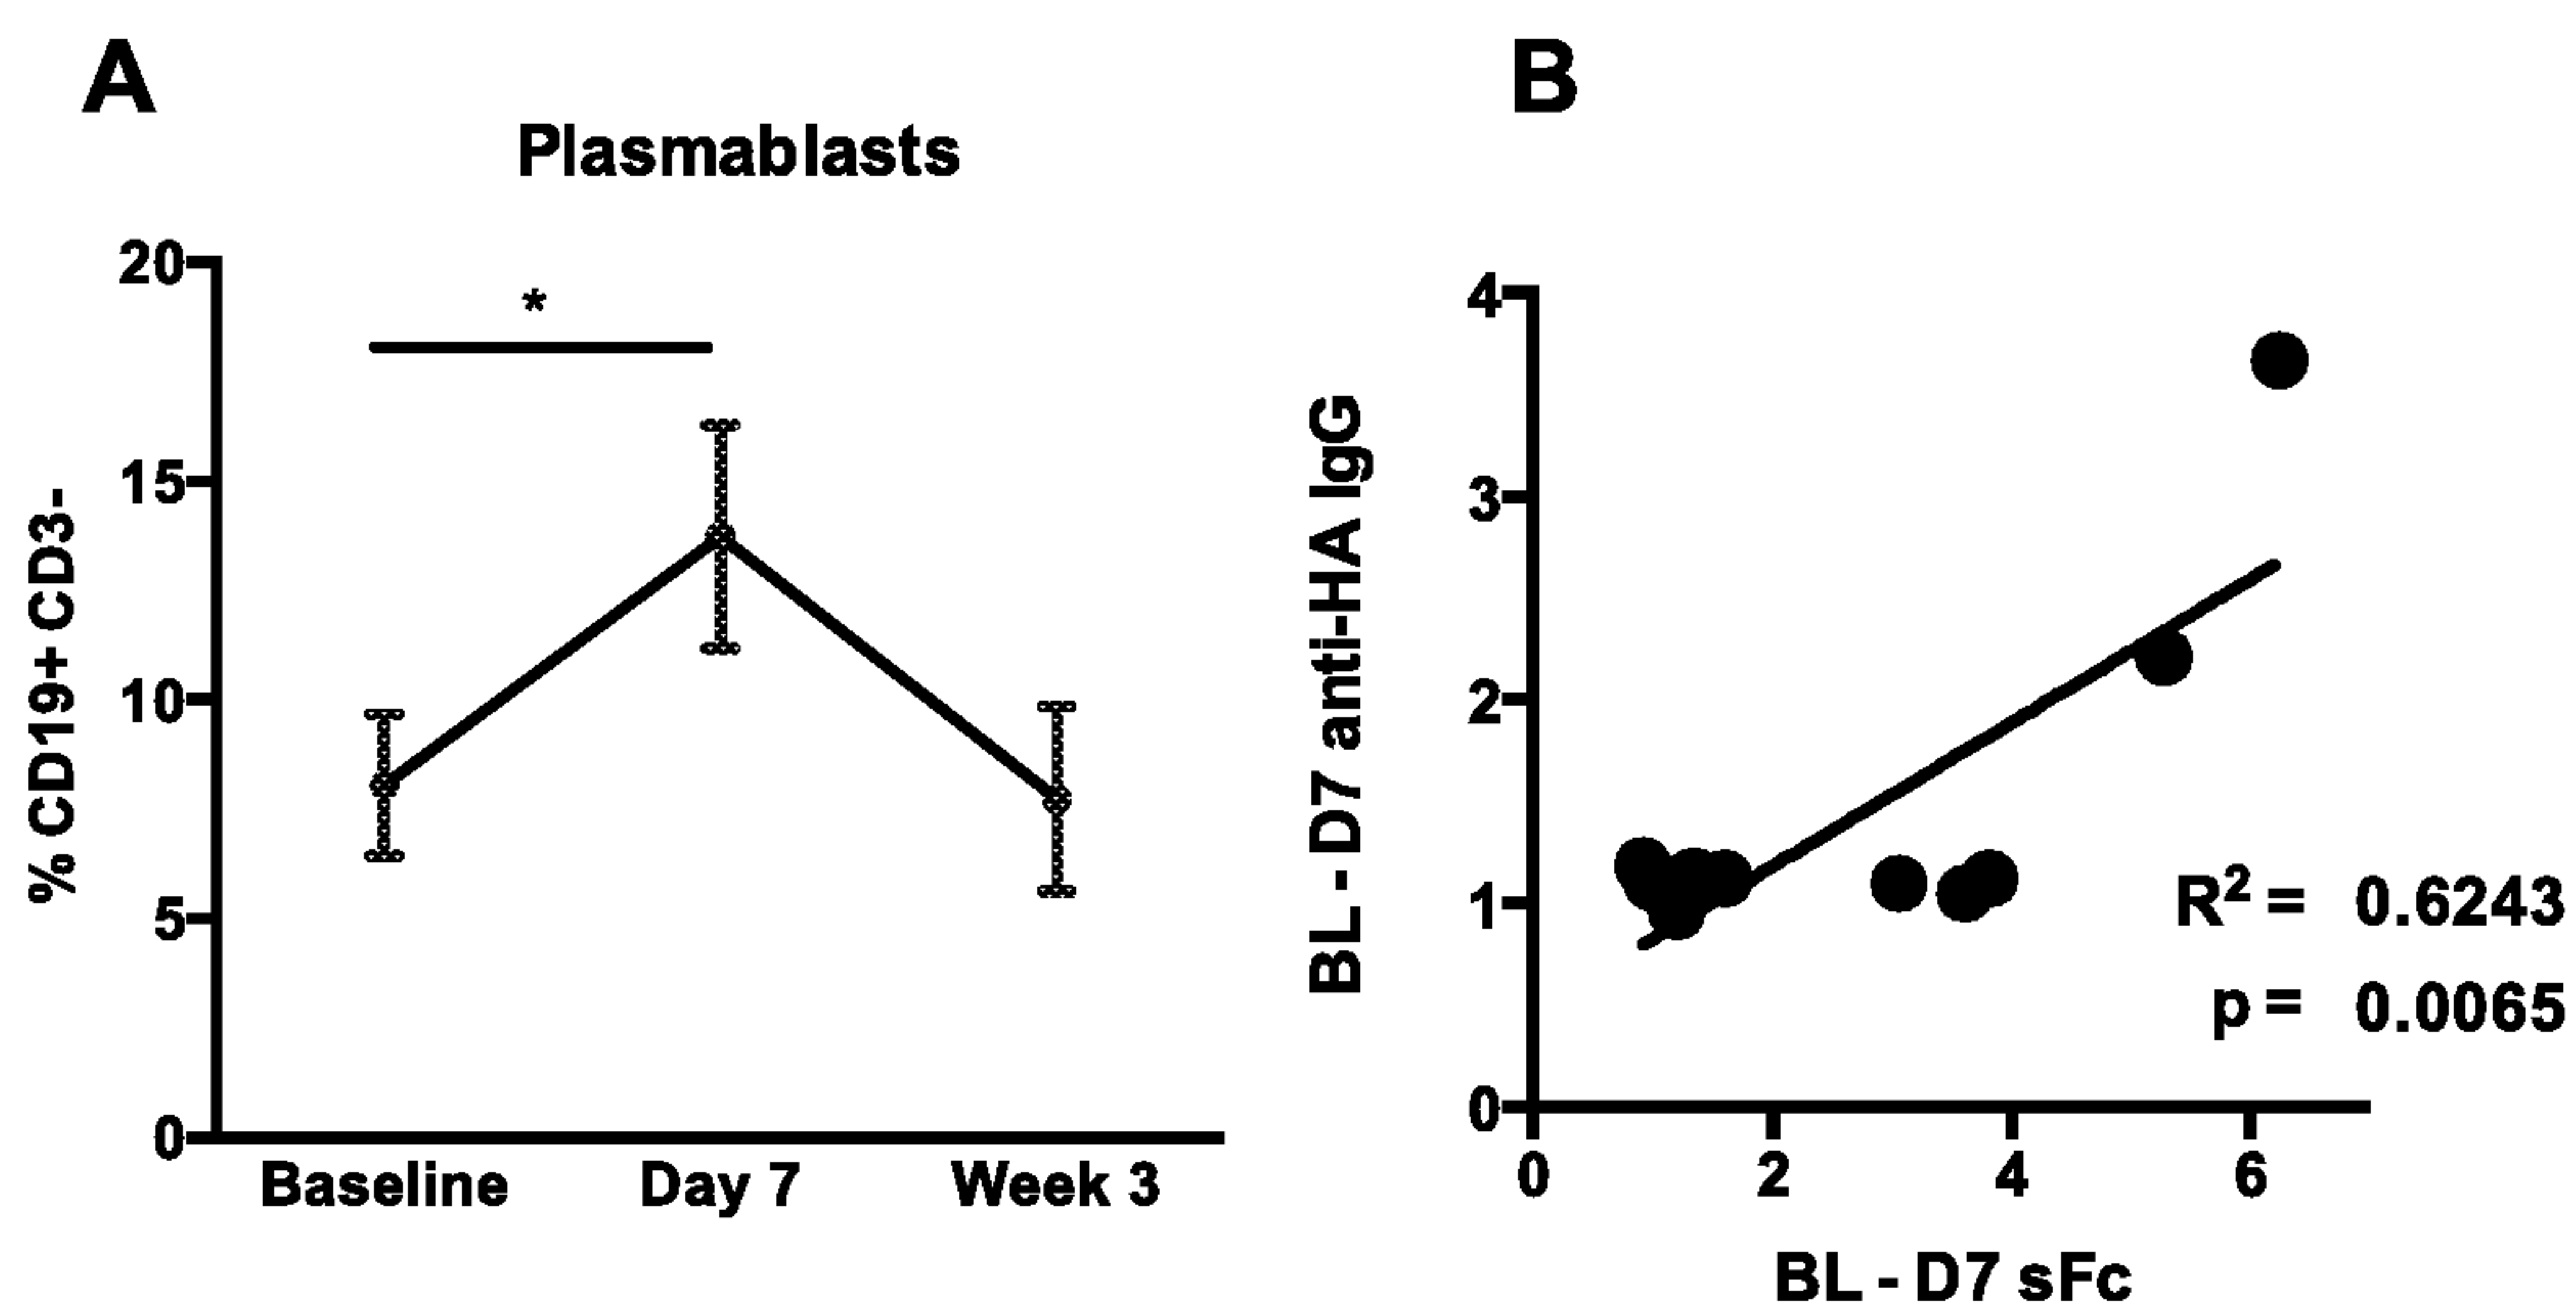 A
Plasmablasts
% CD19+ CD3-
20
15
10
5
0
*
Baseline
Day 7
Week 3
B
BL - D7 anti-HA IgG
4
3
2
1
0
R² = 0.6243
p = 0.0065
0
2
4
6
BL - D7 sFc